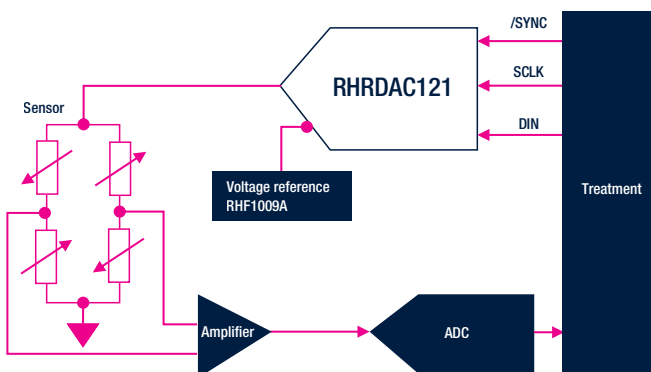 /SYNC
RHRDAC121
SCLK
Sensor
DIN
Voltage reference
RHF1009A
Treatment
Amplifier
ADC